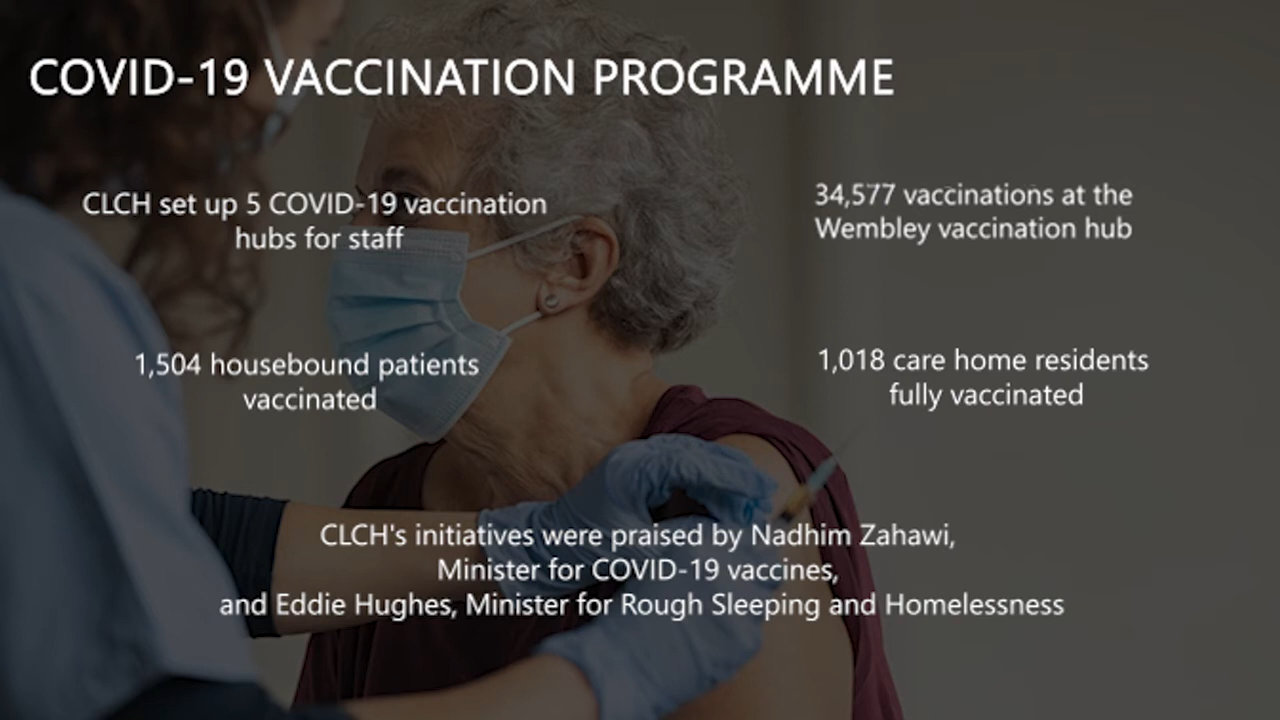 COVID-19 VACCINATION PROGRAMME
CLCH set up 5 COVID-19 vaccination
hubs for staff
34,577 vaccinations at the
Wembley vaccination hub
1,504 housebound patients
vaccinated
1,018 care home residents
fully vaccinated
CLCH's initiatives were praised by Nadhim Zahawi,
Minister for COVID-19 vaccines,
and Eddie Hughes, Minister for Rough Sleeping and Homelessness